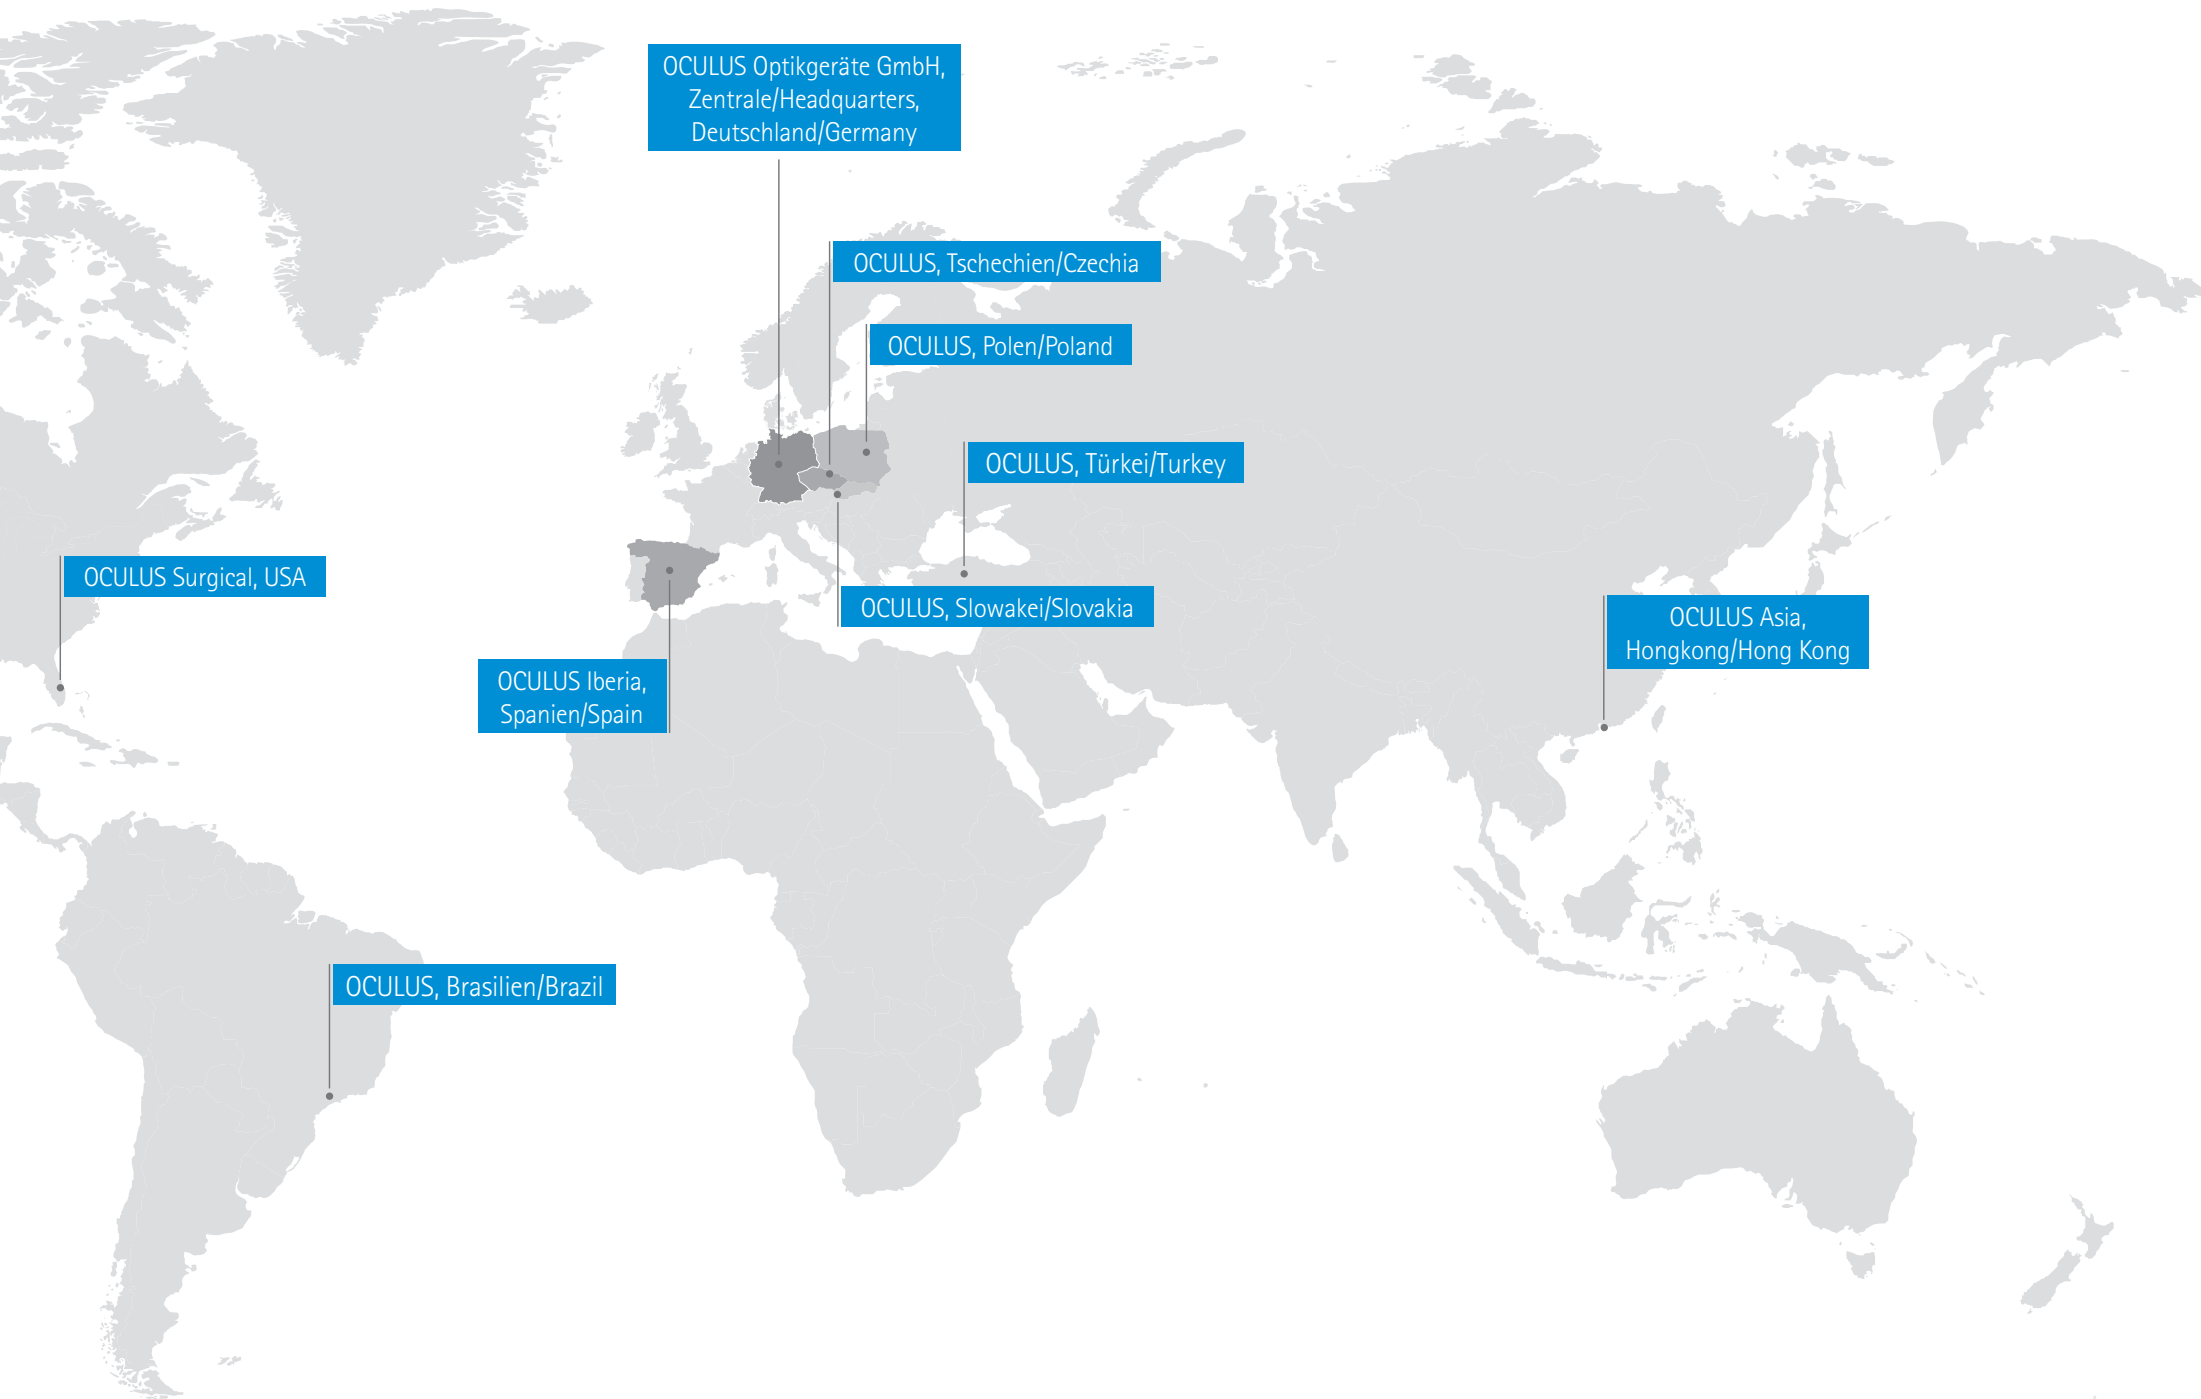 OCULUS Optikgeräte GmbH,
Zentrale/Headquarters,
Deutschland/Germany
OCULUS, Tschechien/Czechia
OCULUS, Polen/Poland
OCULUS, Türkei/Turkey
OCULUS Surgical, USA
OCULUS, Slowakei/Slovakia
OCULUS Asia,
Hongkong/Hong Kong
OCULUS Iberia,
Spanien/Spain
OCULUS, Brasilien/Brazil